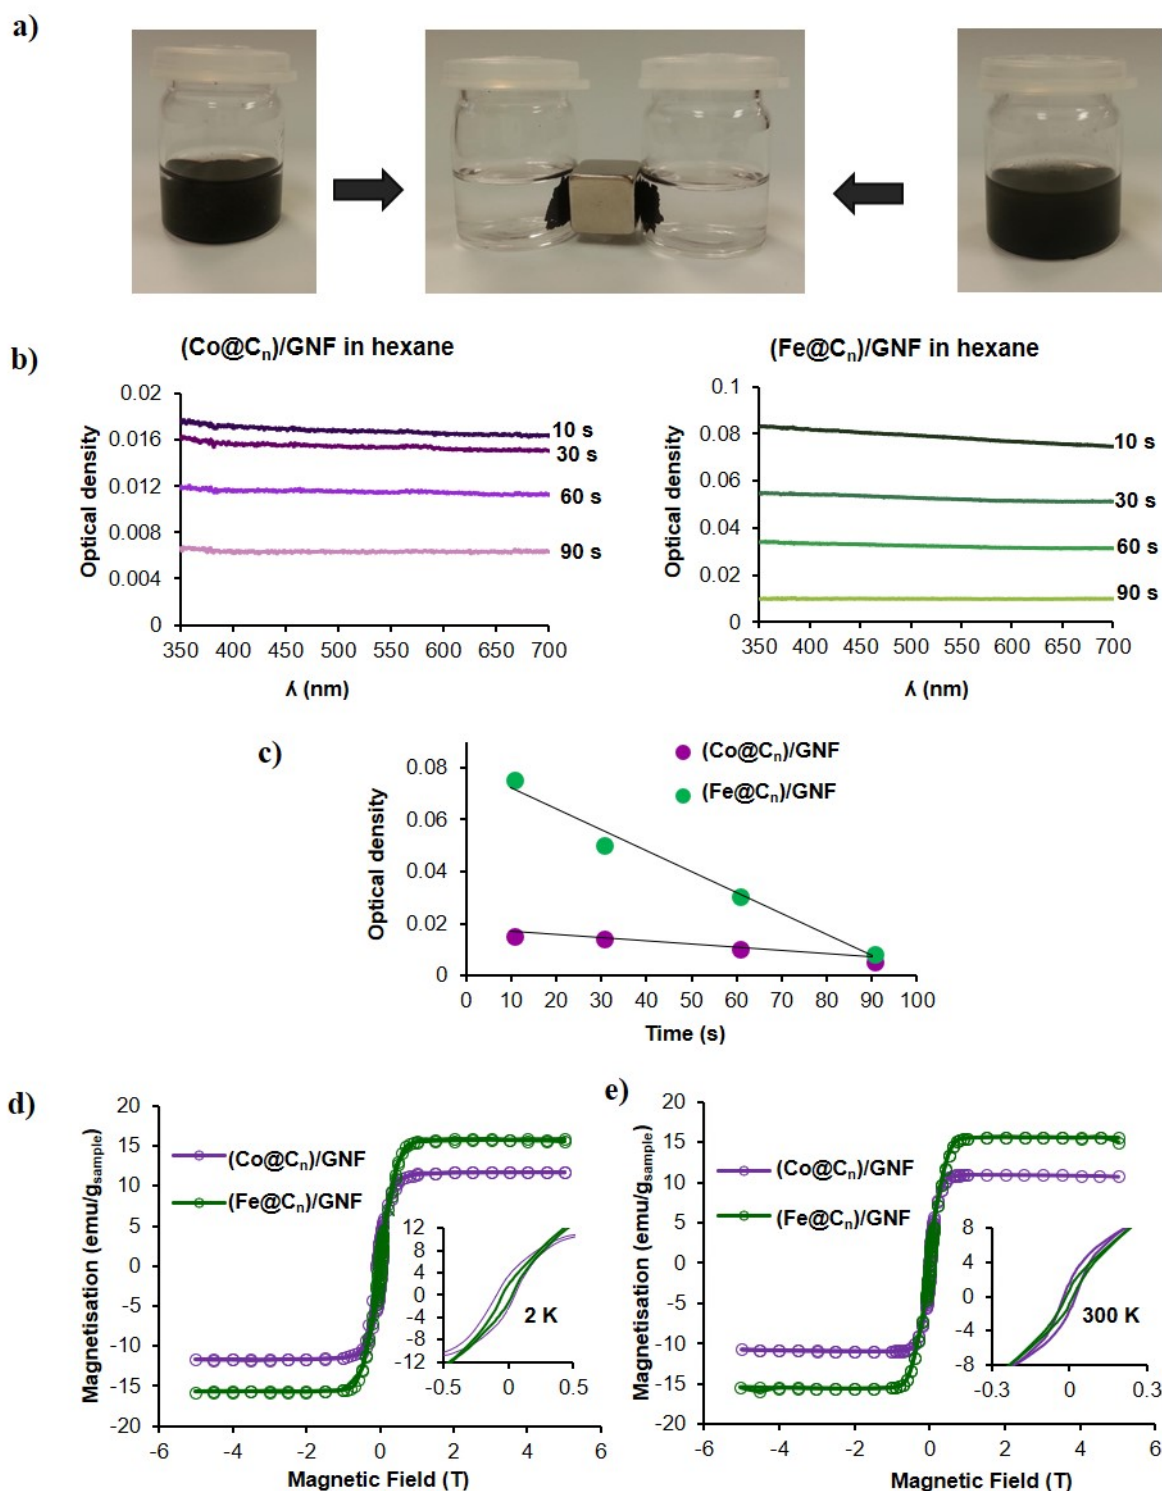 a)
b)
(Co@Cn)/GNF in hexane
Optical density
0.02
0.016
0.012
0.008
0.004
0
10 s
30 s
60 s
90 s
350 400 450 500 550 600 650 700
ʎ (nm)
(Fe@Cn)/GNF in hexane
Optical density
0.1
0.08
0.06
0.04
0.02
0
10 s
30 s
60 s
90 s
350 400 450 500 550 600 650 700
ʎ (nm)
c)
Optical density
0.08
0.06
0.04
0.02
0
(Co@Cn)/GNF
(Fe@Cn)/GNF
0 10 20 30 40 50 60 70 80 90 100
Time (s)
d)
Magnetisation (emu/gsample)
20
15
10
5
0
-5
-10
-15
-20
(Co@Cn)/GNF
(Fe@Cn)/GNF
12
8
4
0
-4
-8
-12
2 K
-0.5 0 0.5
-6 -4 -2 0 2 4 6
Magnetic Field (T)
e)
Magnetisation (emu/gsample)
20
15
10
5
0
-5
-10
-15
-20
(Co@Cn)/GNF
(Fe@Cn)/GNF
8
4
0
-4
-8
300 K
-0.3 0 0.3
-6 -4 -2 0 2 4 6
Magnetic Field (T)